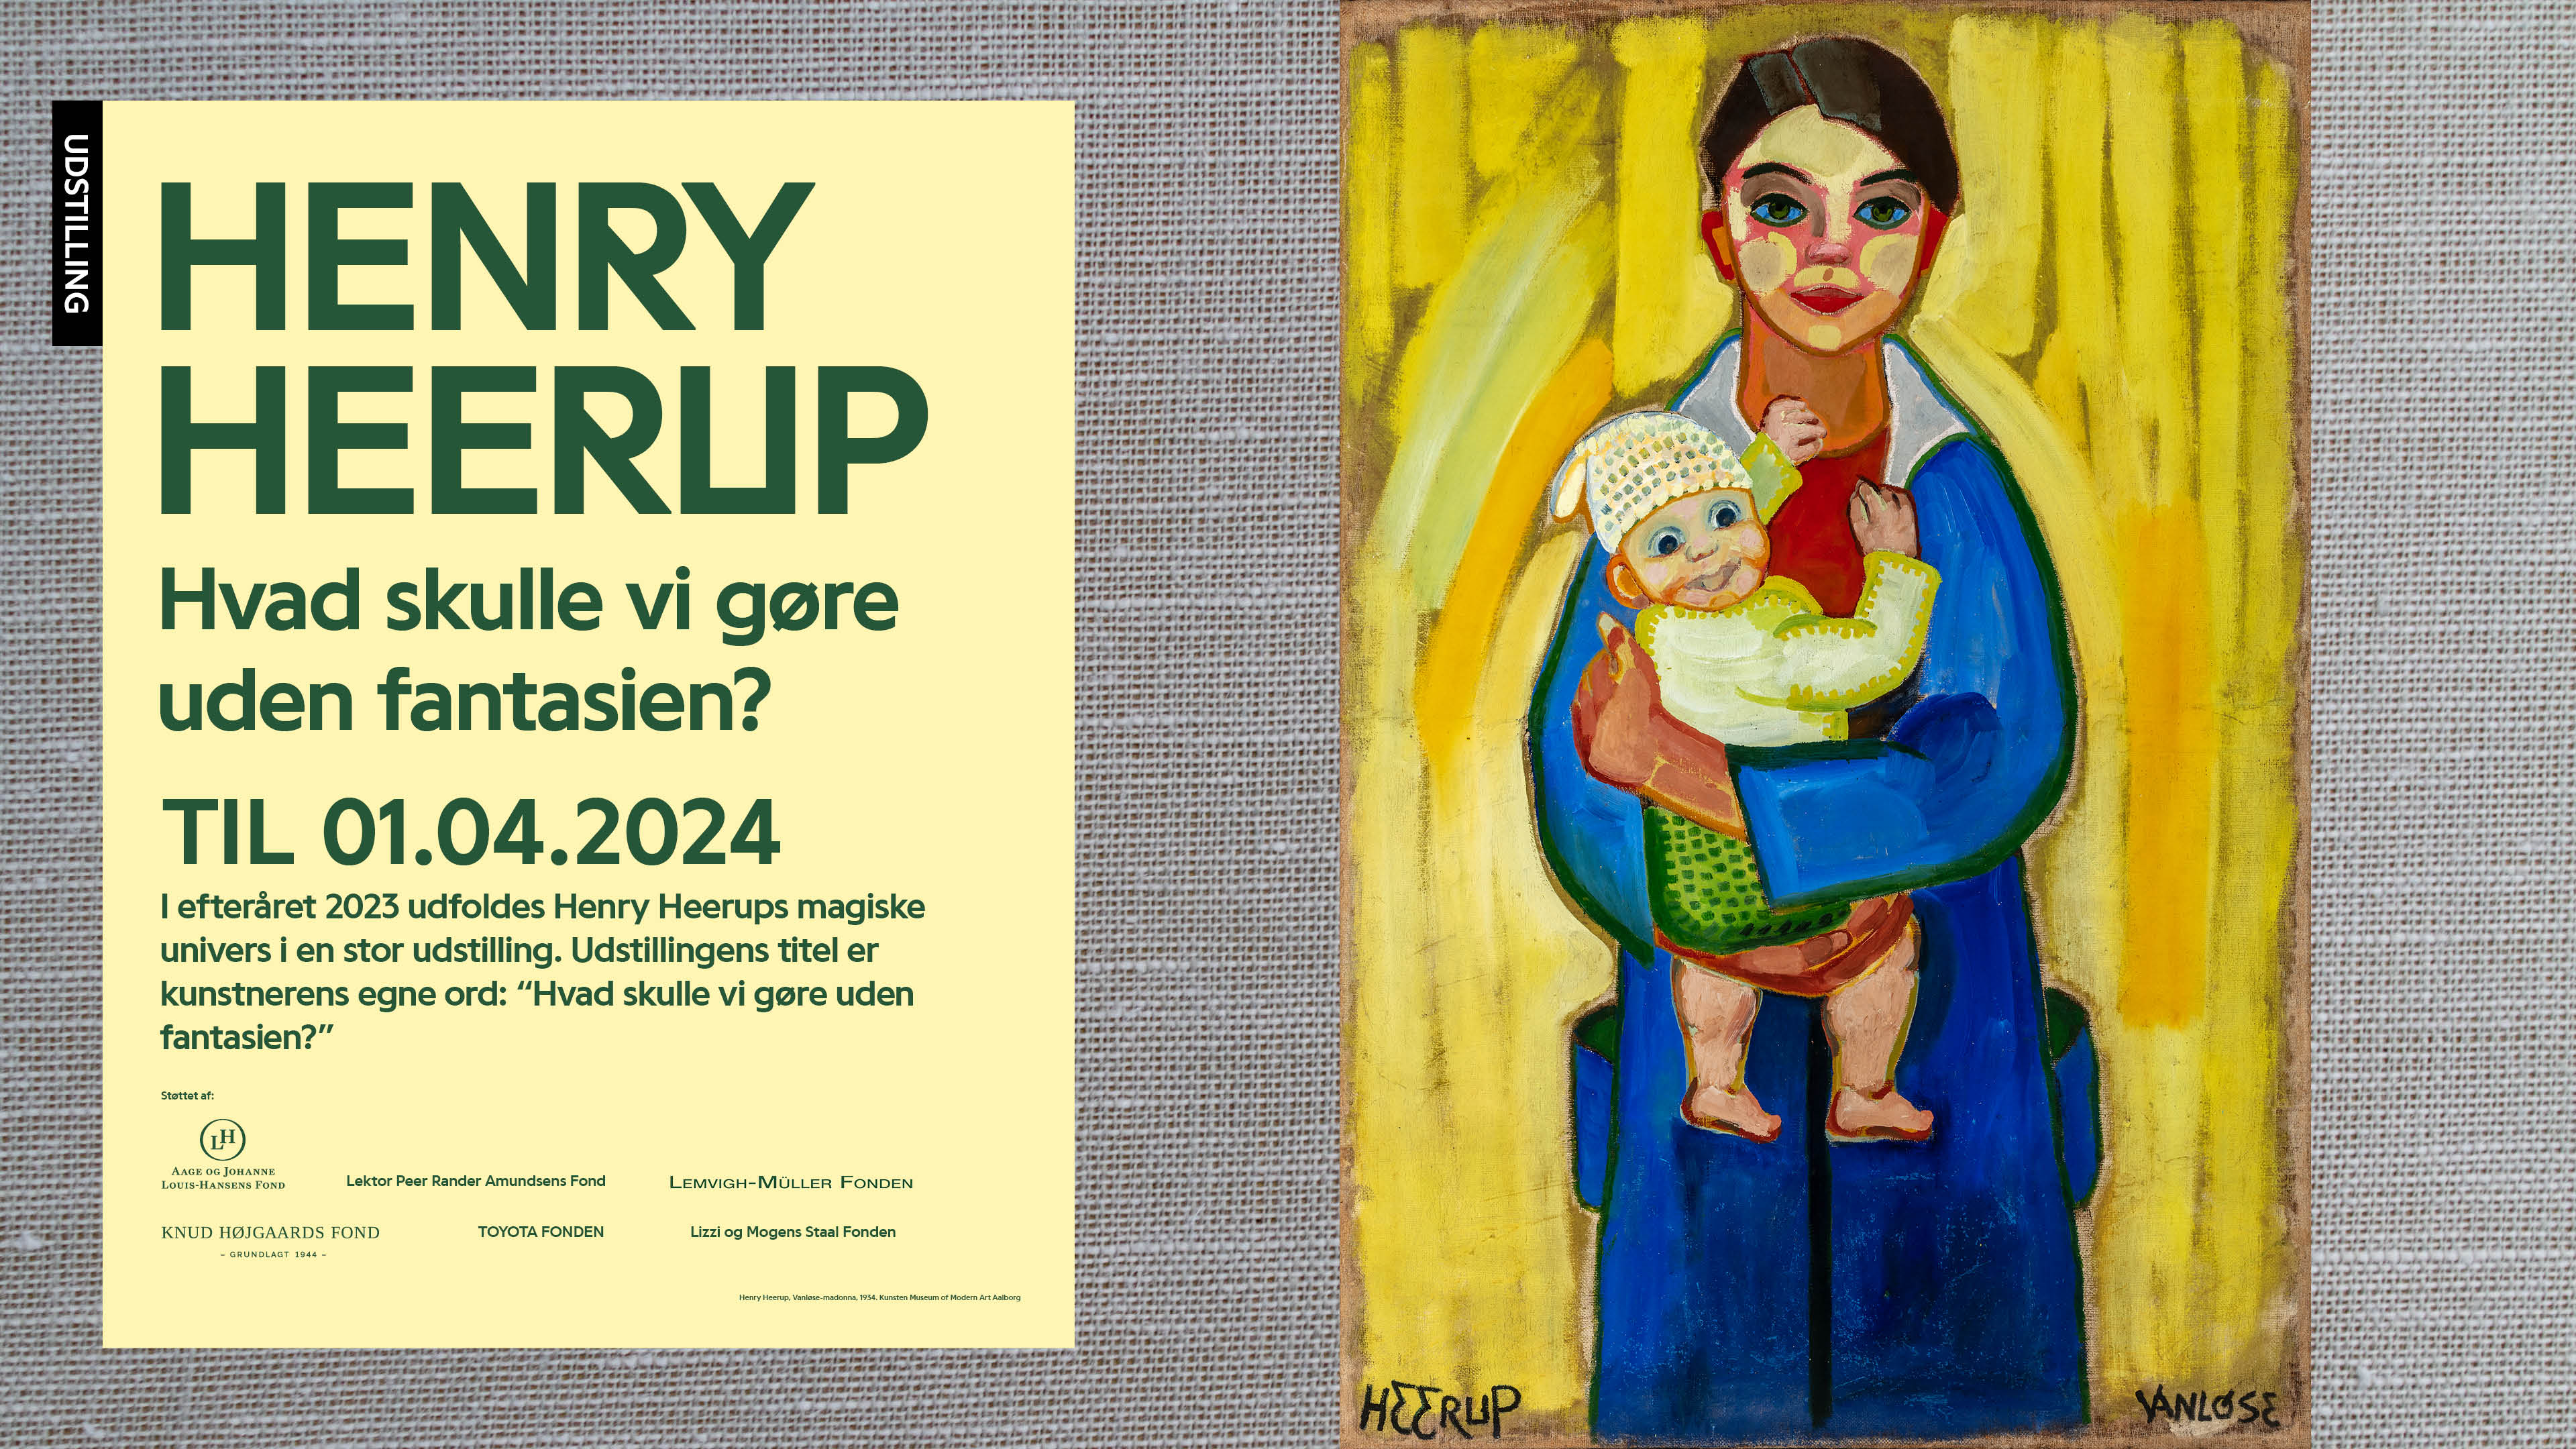 UDSTILLING
HENRY
HEERUP
Hvad skulle vi gøre
uden fantasien?
TIL 01.04.2024
I efteråret 2023 udfoldes Henry Heerups magiske
univers i en stor udstilling. Udstillingens titel er
kunstnerens egne ord: “Hvad skulle vi gøre uden
fantasien?”
Støttet af:
LH
AAGE OG JOHANNE
LOUIS-HANSENS FOND
Lektor Peer Rander Amundsens Fond
LEMVIGH-MÜLLER FONDEN
KNUD HØJGAARDS FOND
– GRUNDLAGT 1944 –
TOYOTA FONDEN
Lizzi og Mogens Staal Fonden
Henry Heerup, Vanløse-madonna, 1934. Kunsten Museum of Modern Art Aalborg
HEERUP
VANLØSE